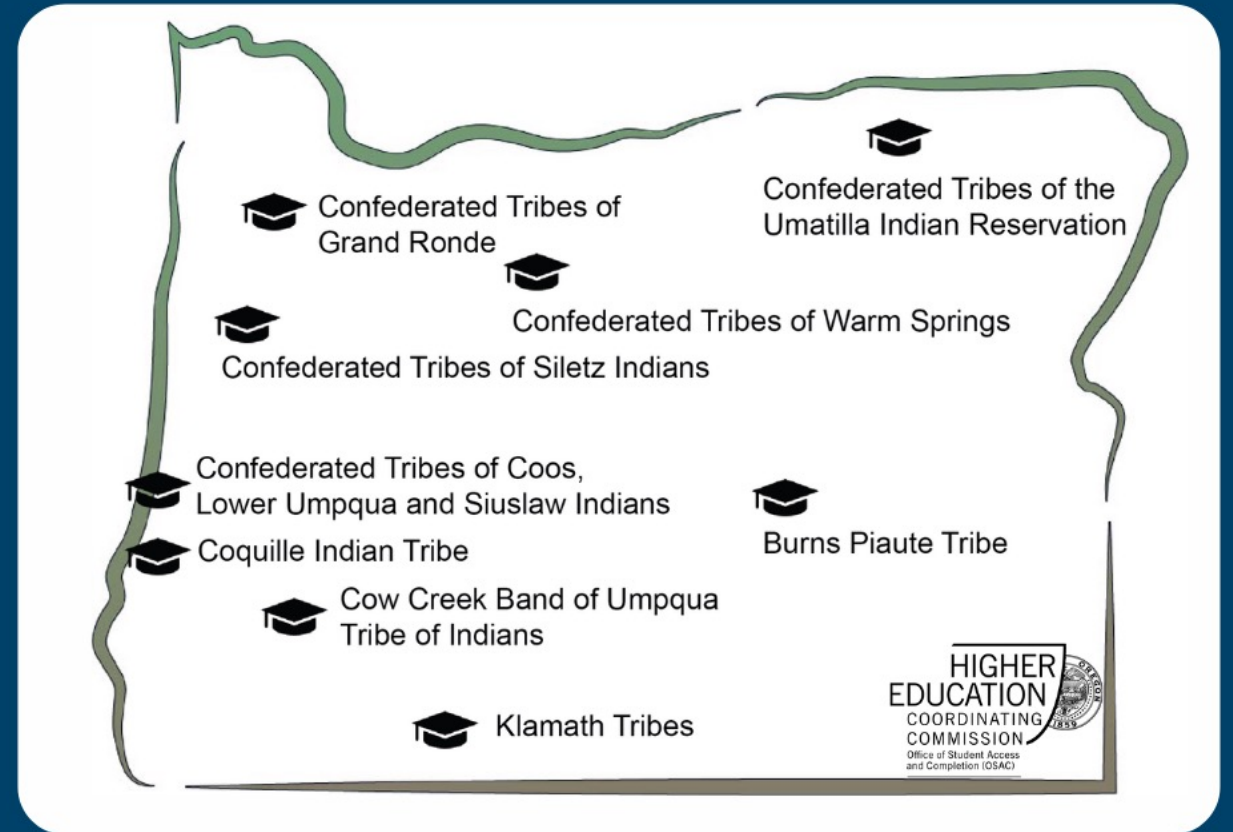 Confederated Tribes of the
Umatilla Indian Reservation
Confederated Tribes of
Grand Ronde
Confederated Tribes of Warm Springs
Confederated Tribes of Siletz Indians
Confederated Tribes of Coos,
Lower Umpqua and Siuslaw Indians
Burns Piaute Tribe
Coquille Indian Tribe
Cow Creek Band of Umpqua
Tribe of Indians
Klamath Tribes
HIGHER
EDUCATION
COORDINATING
COMMISSION
Office of Student Access
and Completion (OSAC)
OREGON
1859